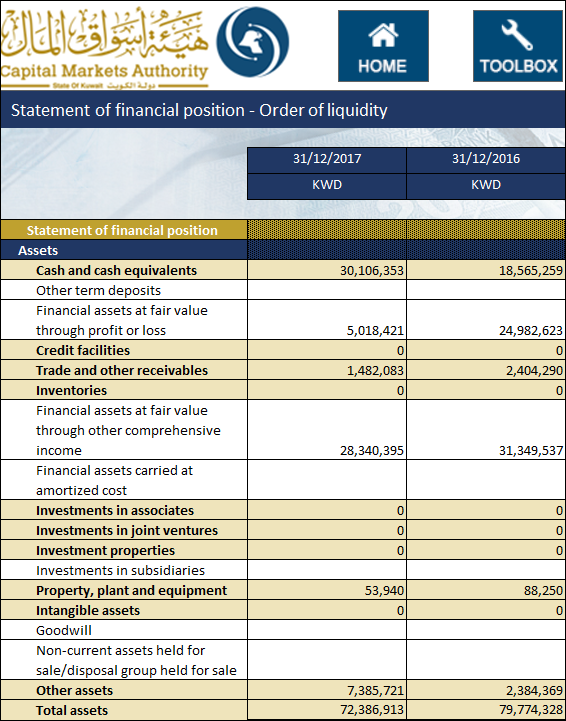 هيئة أسواق المال
Capital Markets Authority
State Of Kuwait دولة الكويت
HOME
TOOLBOX
Statement of financial position - Order of liquidity
31/12/2017 31/12/2016
KWD KWD
Statement of financial position
Assets
Cash and cash equivalents 30,106,353 18,565,259
Other term deposits
Financial assets at fair value
through profit or loss 5,018,421 24,982,623
Credit facilities 0 0
Trade and other receivables 1,482,083 2,404,290
Inventories 0 0
Financial assets at fair value
through other comprehensive
income 28,340,395 31,349,537
Financial assets carried at
amortized cost
Investments in associates 0 0
Investments in joint ventures 0 0
Investment properties 0 0
Investments in subsidiaries
Property, plant and equipment 53,940 88,250
Intangible assets 0 0
Goodwill
Non-current assets held for
sale/disposal group held for sale
Other assets 7,385,721 2,384,369
Total assets 72,386,913 79,774,328